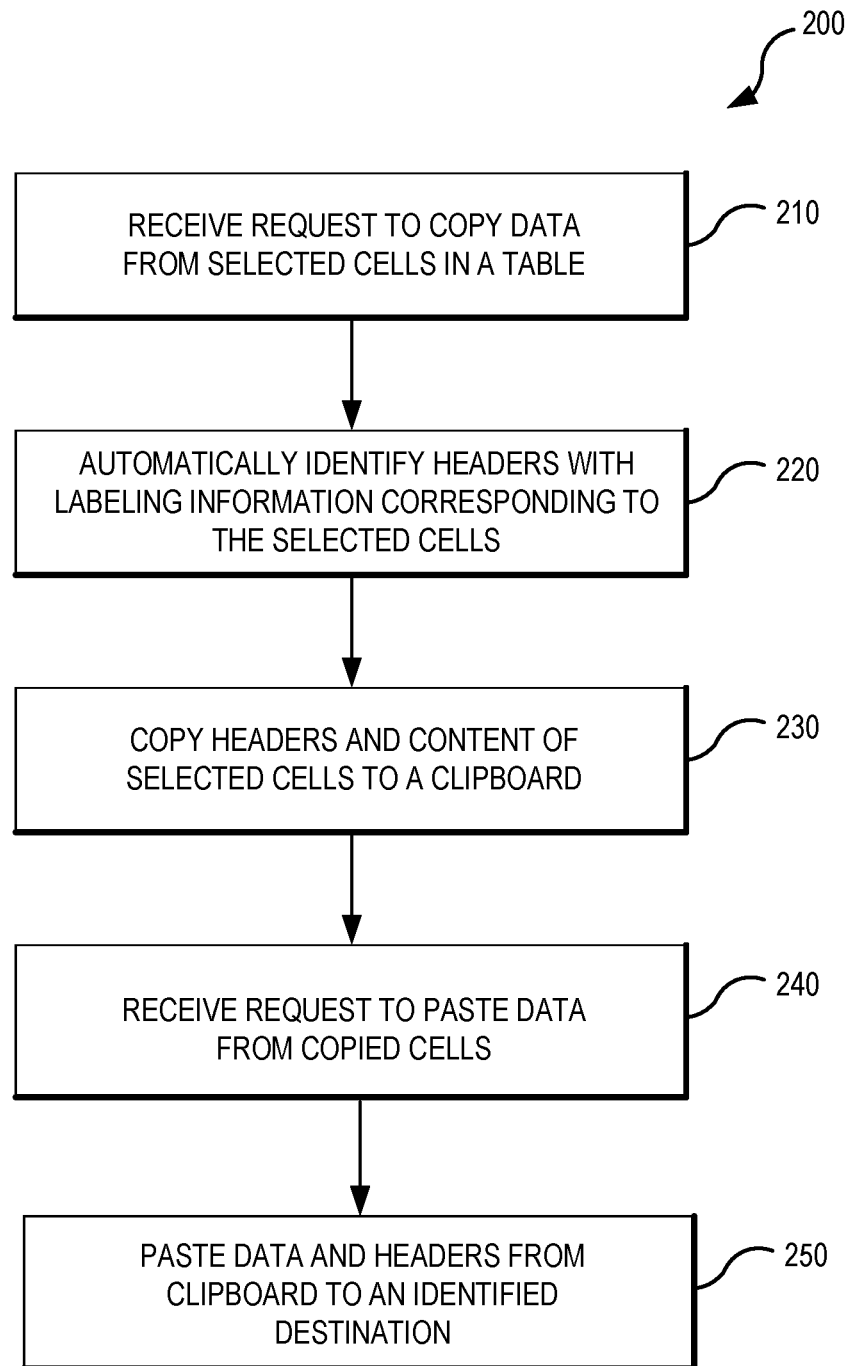 200
RECEIVE REQUEST TO COPY DATA
FROM SELECTED CELLS IN A TABLE
210
AUTOMATICALLY IDENTIFY HEADERS WITH
LABELING INFORMATION CORRESPONDING TO
THE SELECTED CELLS
220
COPY HEADERS AND CONTENT OF
SELECTED CELLS TO A CLIPBOARD
230
RECEIVE REQUEST TO PASTE DATA
FROM COPIED CELLS
240
PASTE DATA AND HEADERS FROM
CLIPBOARD TO AN IDENTIFIED
DESTINATION
250